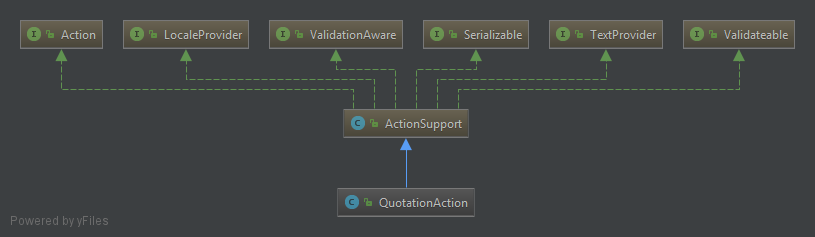 Action
LocaleProvider
ValidationAware
Serializable
TextProvider
Validateable
ActionSupport
QuotationAction
Powered by yFiles